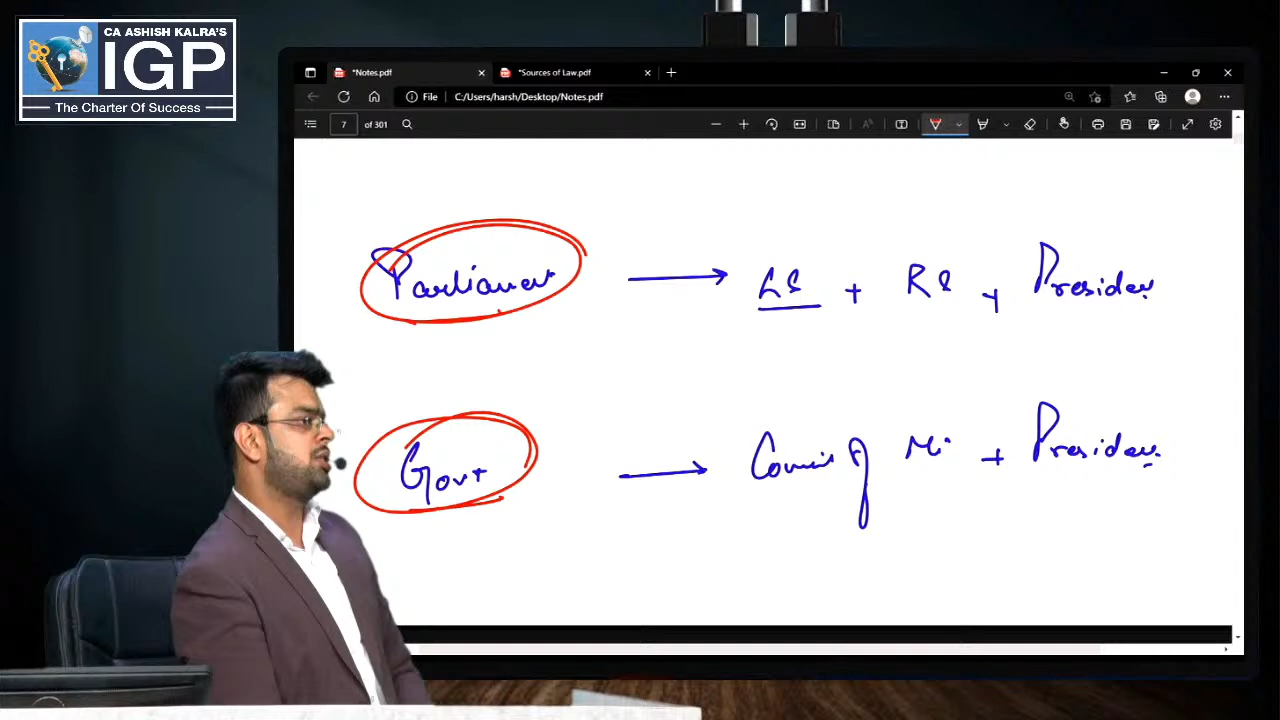 CA ASHISH KALRA'S
IGP
The Charter Of Success
*Notes.pdf
*Sources of Law.pdf
File C:/Users/harsh/Desktop/Notes.pdf
7 of 301
Parliament → LS + RS + President
Govt → Council of Mi + President